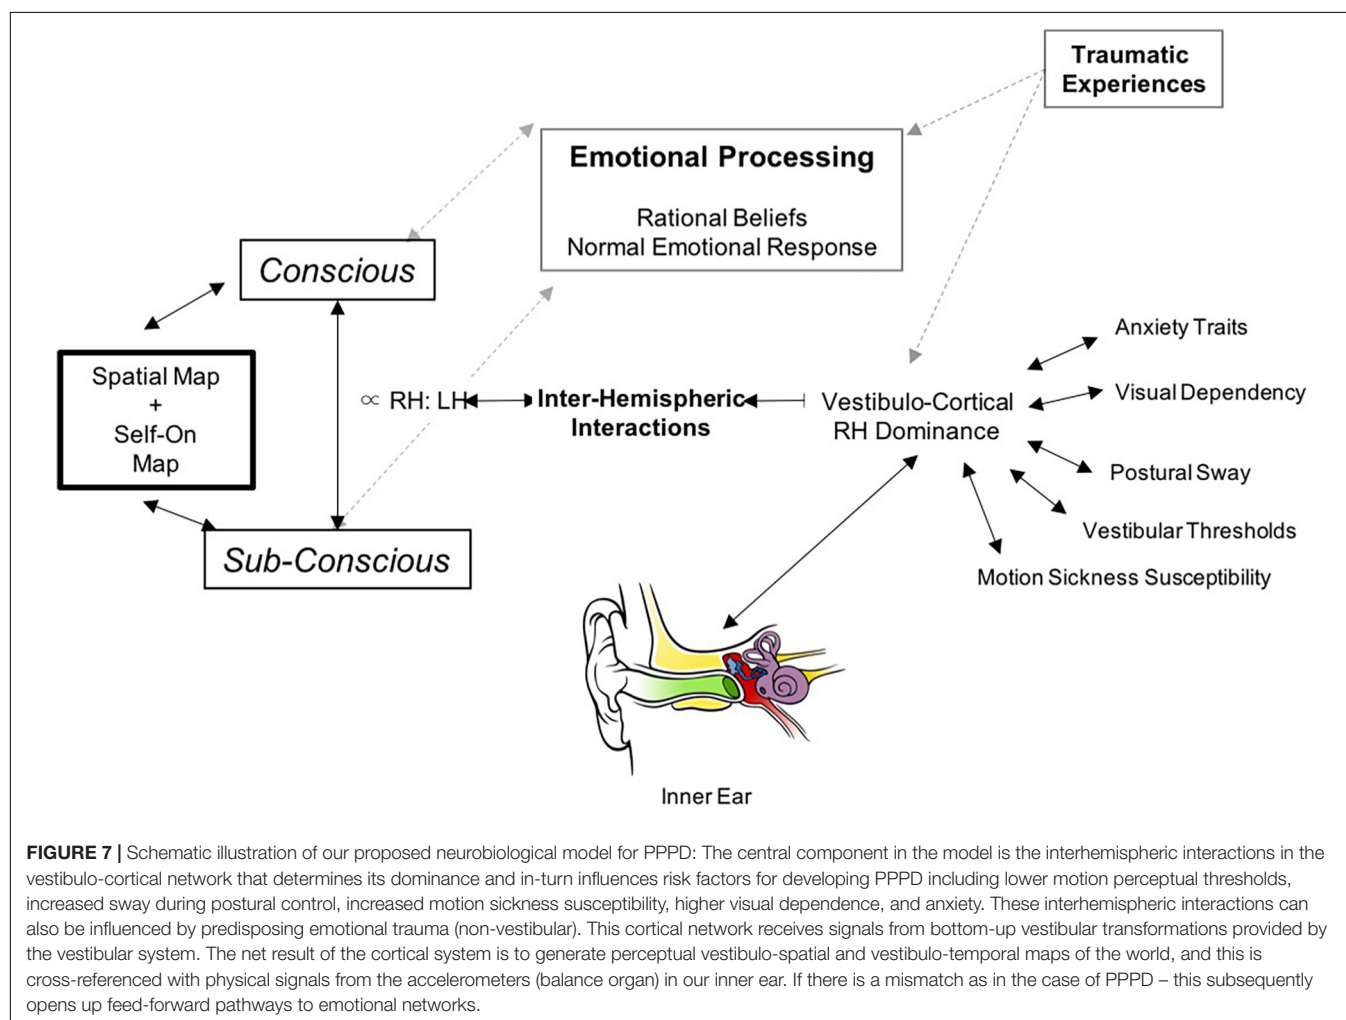 Traumatic
Experiences
Emotional Processing
Rational Beliefs
Normal Emotional Response
Conscious
Spatial Map
+
Self-On
Map
Sub-Conscious
∝ RH: LH
Inter-Hemispheric
Interactions
Vestibulo-Cortical
RH Dominance
Anxiety Traits
Visual Dependency
Postural Sway
Vestibular Thresholds
Motion Sickness Susceptibility
Inner Ear
FIGURE 7 | Schematic illustration of our proposed neurobiological model for PPPD: The central component in the model is the interhemispheric interactions in the
vestibulo-cortical network that determines its dominance and in-turn influences risk factors for developing PPPD including lower motion perceptual thresholds,
increased sway during postural control, increased motion sickness susceptibility, higher visual dependence, and anxiety. These interhemispheric interactions can
also be influenced by predisposing emotional trauma (non-vestibular). This cortical network receives signals from bottom-up vestibular transformations provided by
the vestibular system. The net result of the cortical system is to generate perceptual vestibulo-spatial and vestibulo-temporal maps of the world, and this is
cross-referenced with physical signals from the accelerometers (balance organ) in our inner ear. If there is a mismatch as in the case of PPPD – this subsequently
opens up feed-forward pathways to emotional networks.